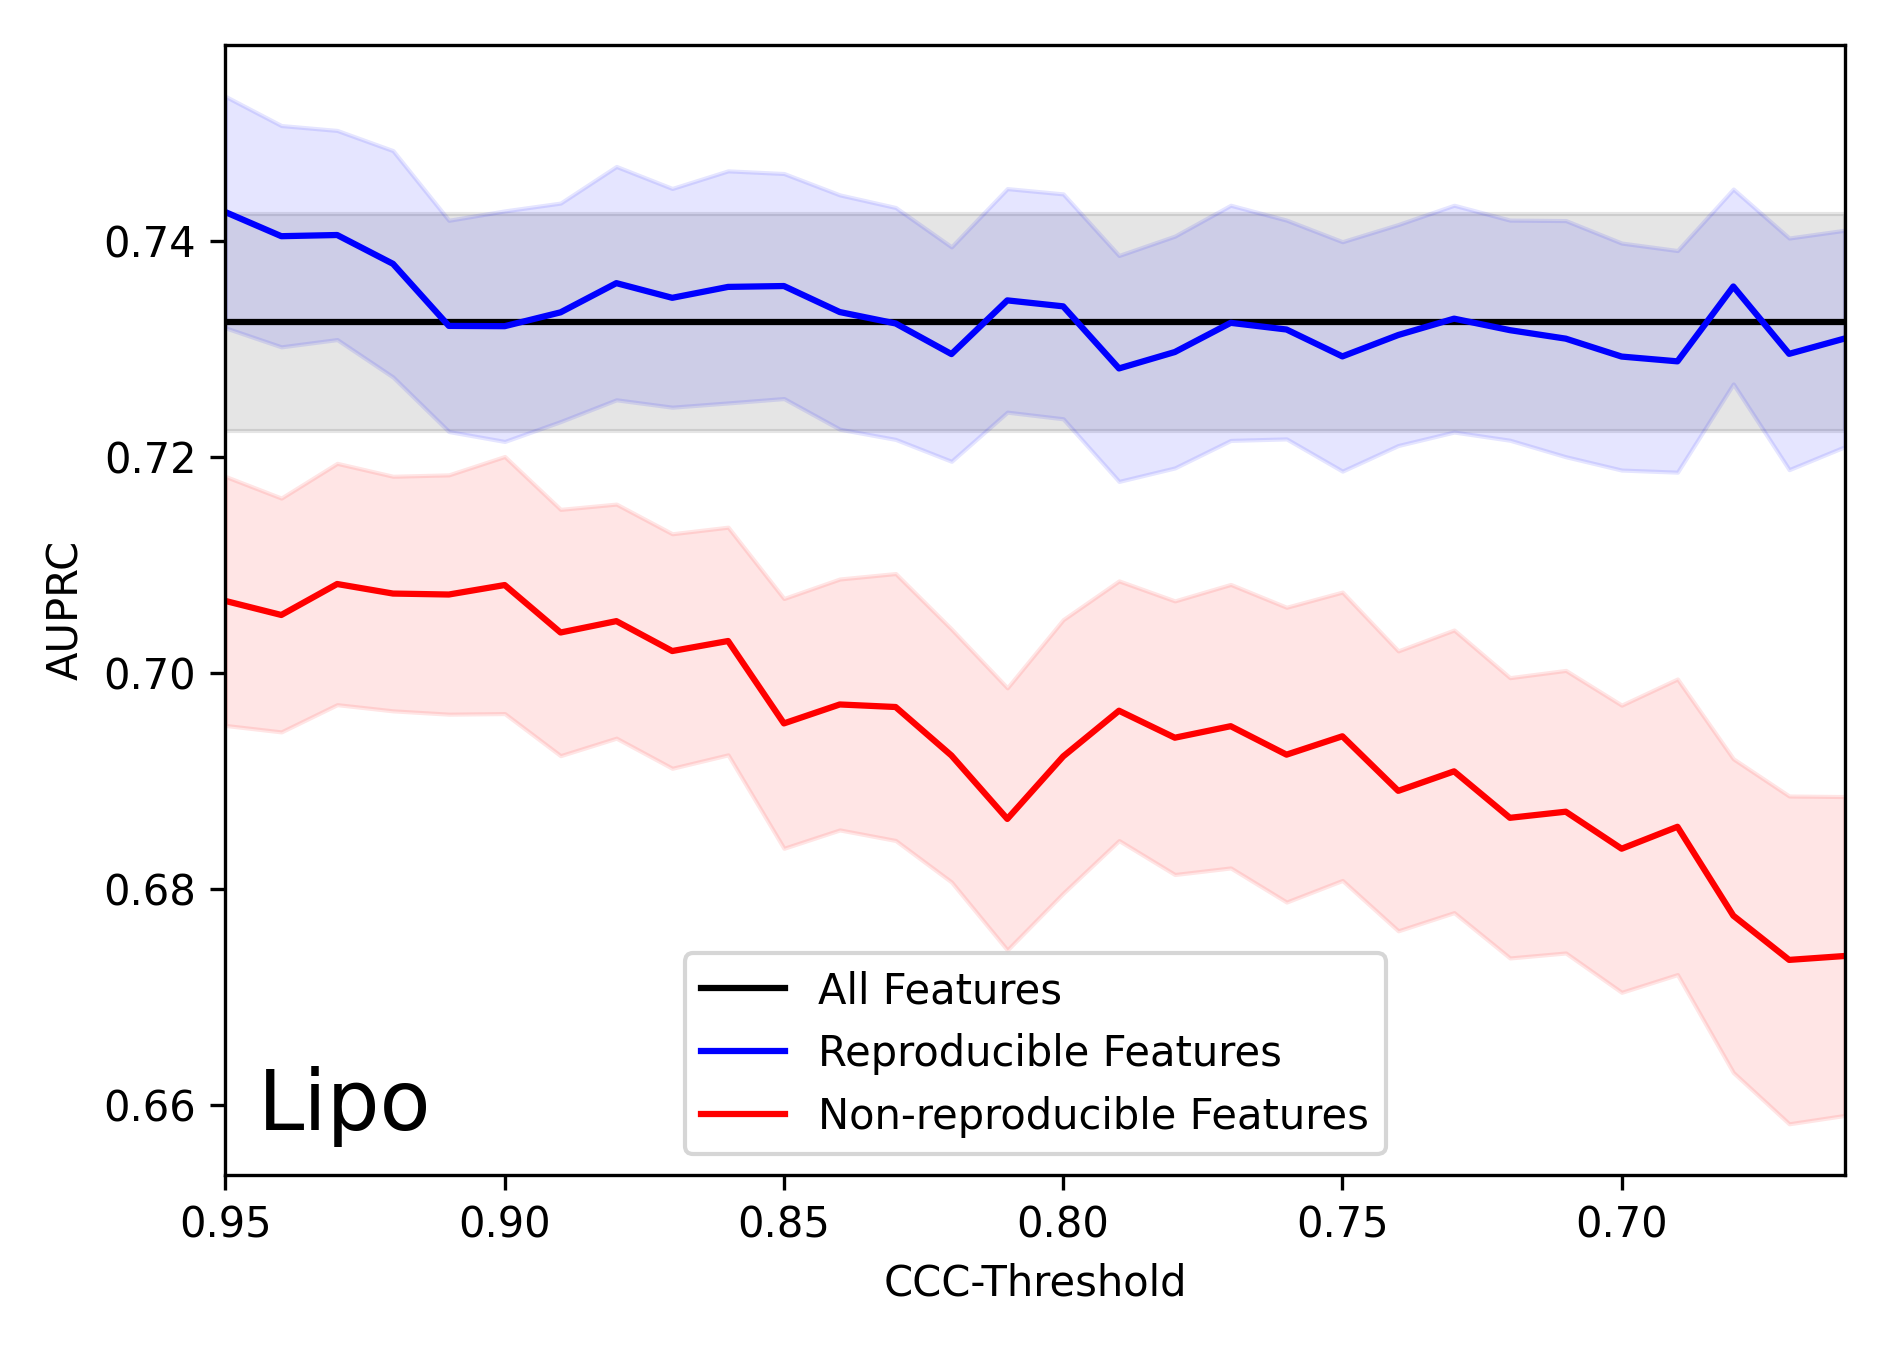 0.74
0.72
0.70
0.68
0.66
AUPRC
Lipo
All Features
Reproducible Features
Non-reproducible Features
0.95 0.90 0.85 0.80 0.75 0.70
CCC-Threshold